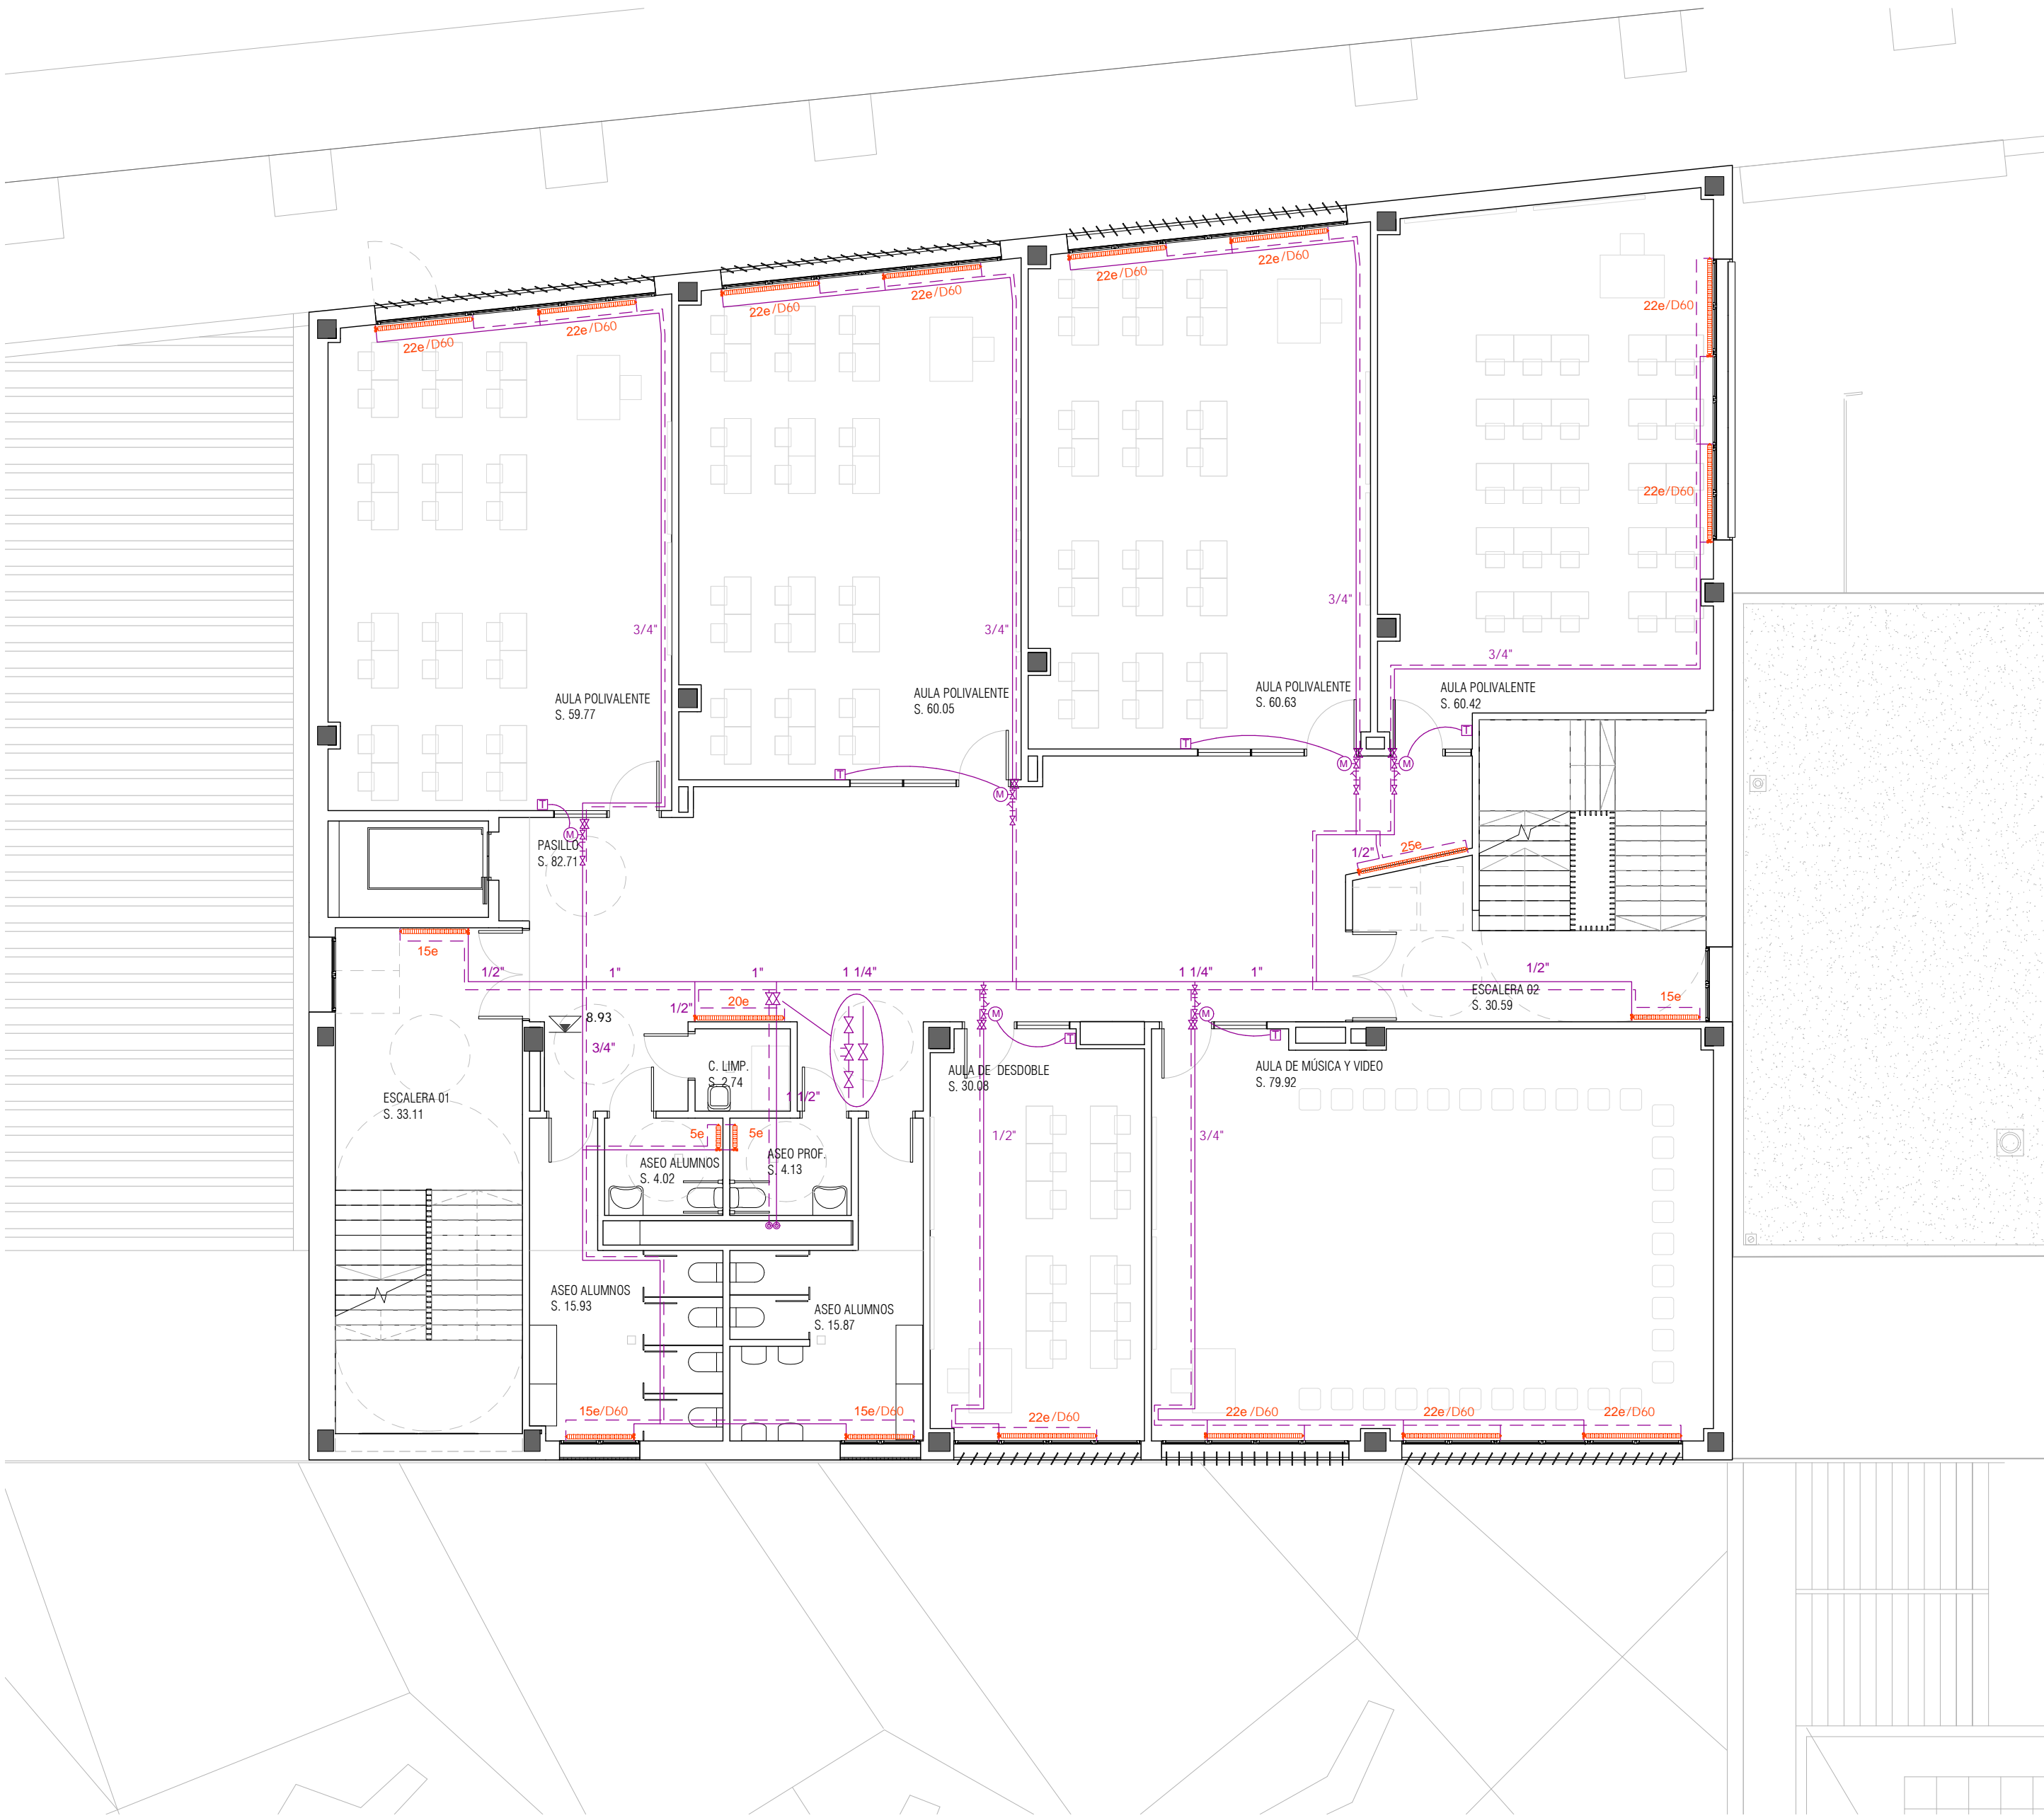 22e/D60
22e/D60
22e/D60
22e/D60
22e/D60
22e/D60
22e/D60
22e/D60
3/4"
3/4"
3/4"
3/4"
AULA POLIVALENTE
S. 59.77
AULA POLIVALENTE
S. 60.05
AULA POLIVALENTE
S. 60.63
AULA POLIVALENTE
S. 60.42
T
M
T
M
T
M
T
M
PASILLO
S. 82.71
1/2"
25e
15e
1/2"
1"
1"
1 1/4"
1 1/4"
1"
1/2"
1/2"
20e
ESCALERA 02
S. 30.59
15e
8.93
M
T
M
T
3/4"
C. LIMP.
S. 2.74
1 1/2"
AULA DE DESDOBLE
S. 30.08
AULA DE MÚSICA Y VIDEO
S. 79.92
ESCALERA 01
S. 33.11
5e
5e
1/2"
3/4"
ASEO ALUMNOS
S. 4.02
ASEO PROF.
S. 4.13
ASEO ALUMNOS
S. 15.93
ASEO ALUMNOS
S. 15.87
15e/D60
15e/D60
22e/D60
22e/D60
22e/D60
22e/D60